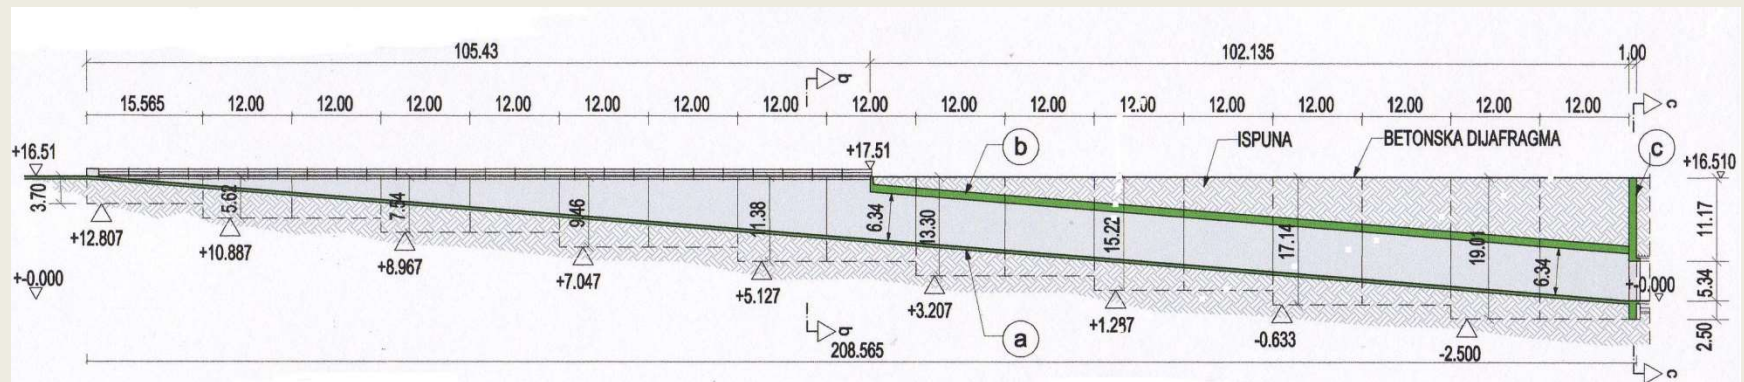 105.43 102.135 1.00
b
15.565 12.00 12.00 12.00 12.00 12.00 12.00 12.00 12.00 12.00 12.00 12.00 12.00 12.00 12.00 12.00 12.00
c
+16.51 +17.51 b ISPUNA BETONSKA DIJAFRAGMA c +16.510
3.70 5.62 7.54 9.46 11.38 6.34 13.30 15.22 17.14 19.01 6.34 11.17
+12.807
+10.887
+8.967
+-0.000
+7.047
+5.127
+-0.000 5.34
+3.207
+1.287
-0.633
-2.500
2.50
b
a
208.565
c